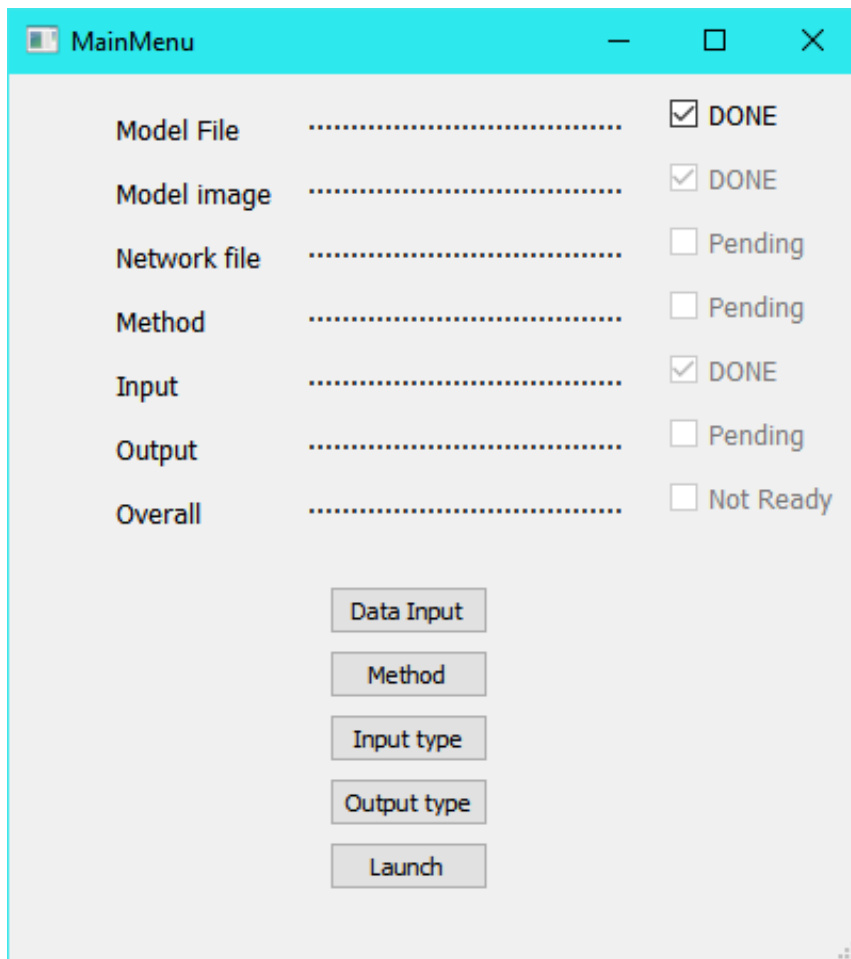 MainMenu
Model File ..................................... DONE
Model image ..................................... DONE
Network file ..................................... Pending
Method ..................................... Pending
Input ..................................... DONE
Output ..................................... Pending
Overall ..................................... Not Ready
Data Input
Method
Input type
Output type
Launch